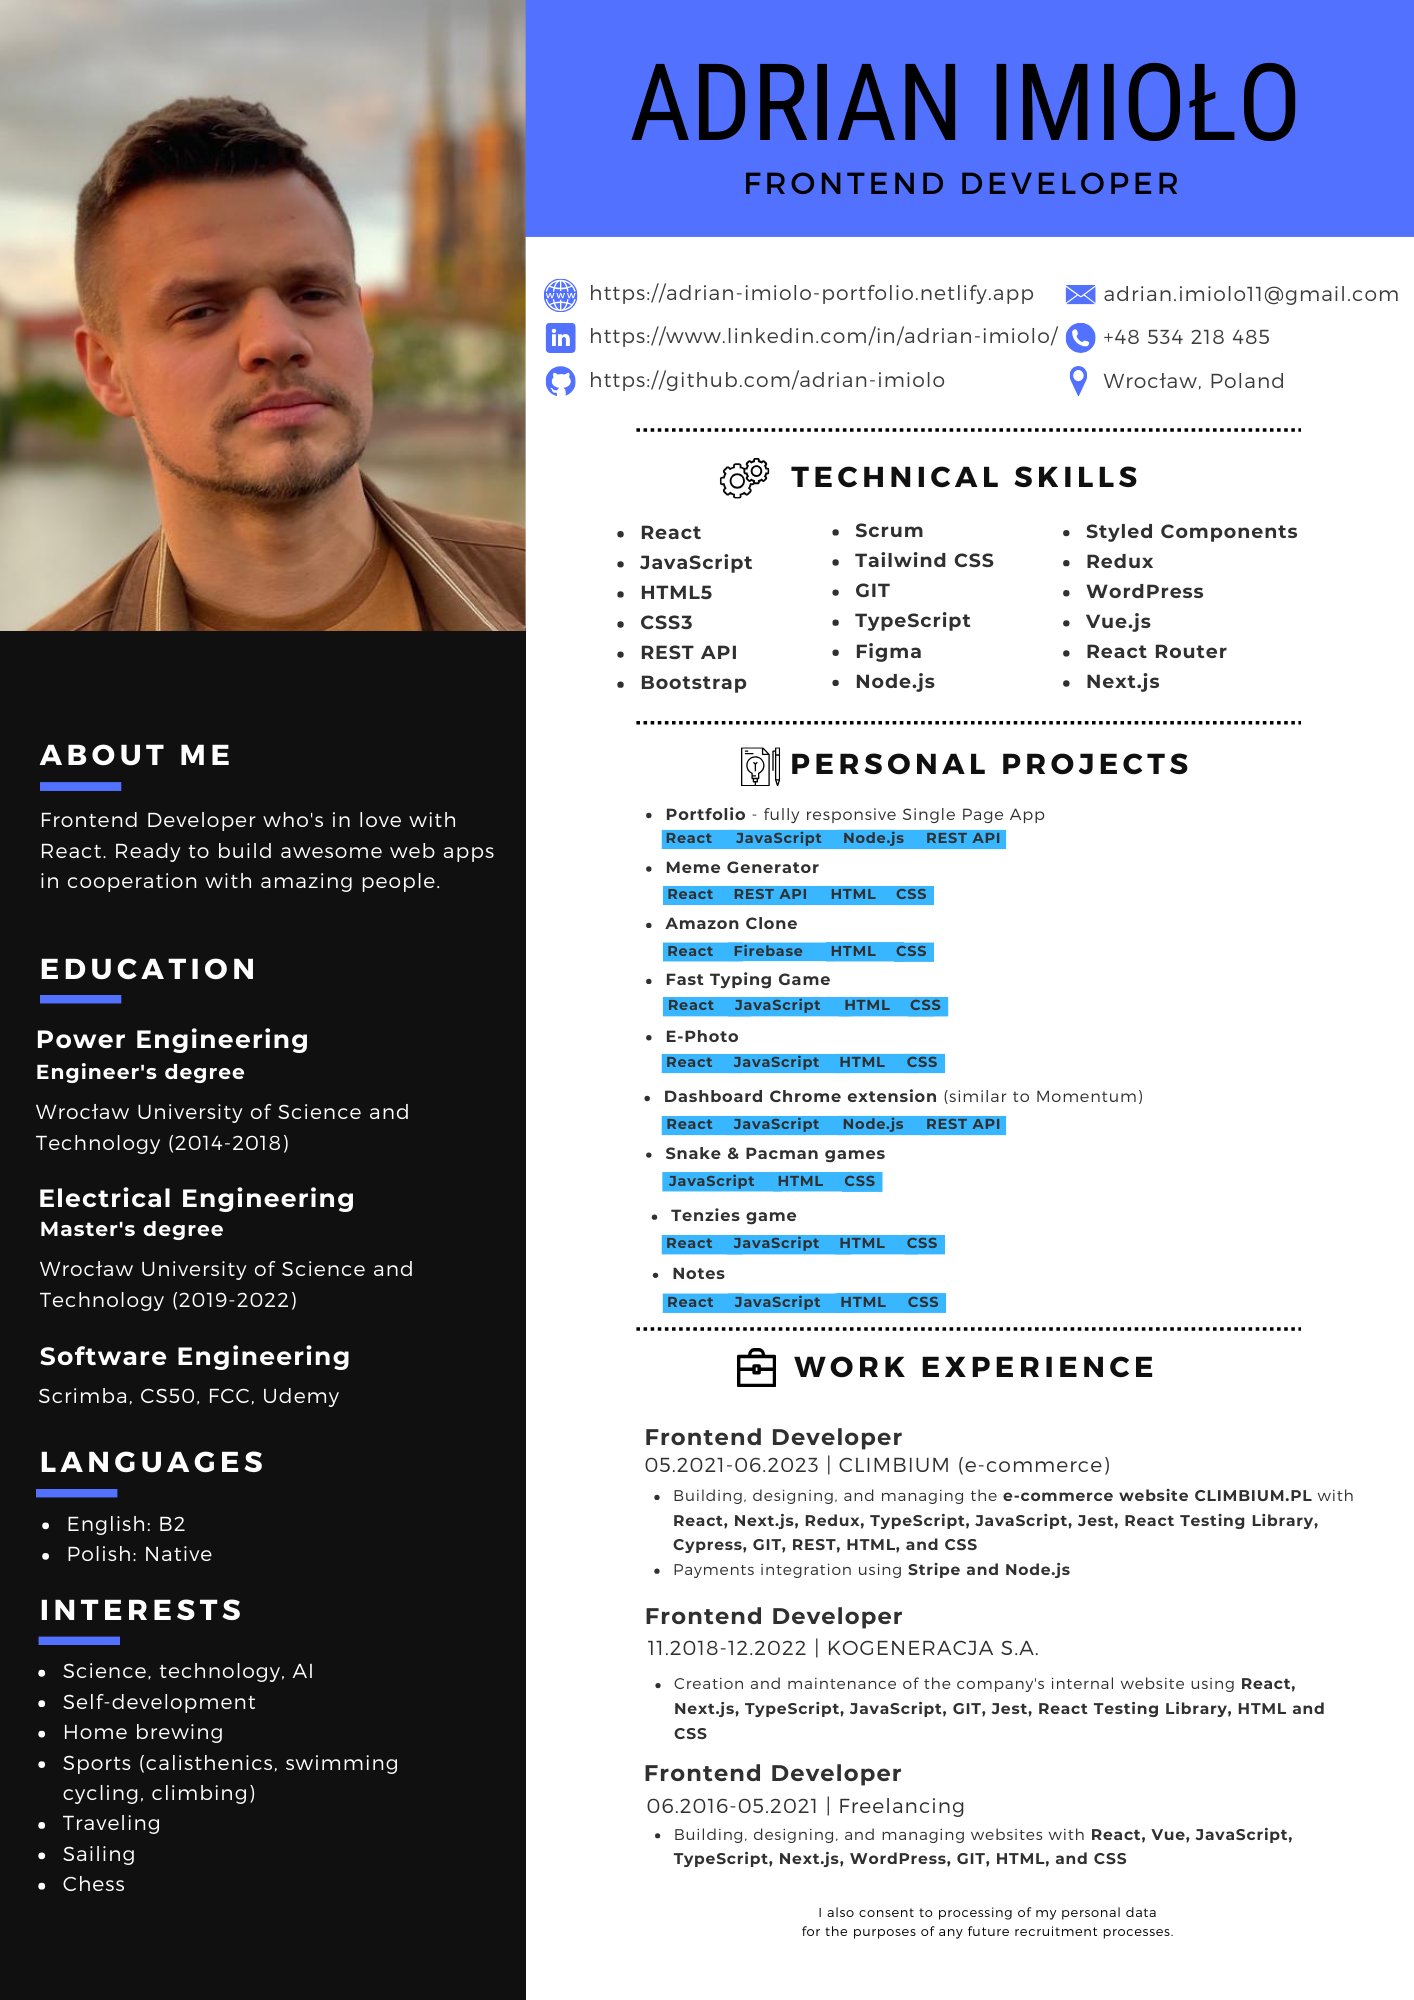 ADRIAN IMIOŁO
FRONTEND DEVELOPER
https://adrian-imiolo-portfolio.netlify.app
adrian.imiolo11@gmail.com
https://www.linkedin.com/in/adrian-imiolo/
+48 534 218 485
https://github.com/adrian-imiolo
Wrocław, Poland
TECHNICAL SKILLS
React
JavaScript
HTML5
CSS3
REST API
Bootstrap
Scrum
Tailwind CSS
GIT
TypeScript
Figma
Node.js
Styled Components
Redux
WordPress
Vue.js
React Router
Next.js
PERSONAL PROJECTS
Portfolio - fully responsive Single Page App
React JavaScript Node.js REST API
Meme Generator
React REST API HTML CSS
Amazon Clone
React Firebase HTML CSS
Fast Typing Game
React JavaScript HTML CSS
E-Photo
React JavaScript HTML CSS
Dashboard Chrome extension (similar to Momentum)
React JavaScript Node.js REST API
Snake & Pacman games
JavaScript HTML CSS
Tenzies game
React JavaScript HTML CSS
Notes
React JavaScript HTML CSS
WORK EXPERIENCE
Frontend Developer
05.2021-06.2023 | CLIMBIUM (e-commerce)
Building, designing, and managing the e-commerce website CLIMBIUM.PL with
React, Next.js, Redux, TypeScript, JavaScript, Jest, React Testing Library,
Cypress, GIT, REST, HTML, and CSS
Payments integration using Stripe and Node.js
Frontend Developer
11.2018-12.2022 | KOGENERACJA S.A.
Creation and maintenance of the company's internal website using React,
Next.js, TypeScript, JavaScript, GIT, Jest, React Testing Library, HTML and
CSS
Frontend Developer
06.2016-05.2021 | Freelancing
Building, designing, and managing websites with React, Vue, JavaScript,
TypeScript, Next.js, WordPress, GIT, HTML, and CSS
I also consent to processing of my personal data
for the purposes of any future recruitment processes.
ABOUT ME
Frontend Developer who's in love with
React. Ready to build awesome web apps
in cooperation with amazing people.
EDUCATION
Power Engineering
Engineer's degree
Wrocław University of Science and
Technology (2014-2018)
Electrical Engineering
Master's degree
Wrocław University of Science and
Technology (2019-2022)
Software Engineering
Scrimba, CS50, FCC, Udemy
LANGUAGES
English: B2
Polish: Native
INTERESTS
Science, technology, AI
Self-development
Home brewing
Sports (calisthenics, swimming
cycling, climbing)
Traveling
Sailing
Chess